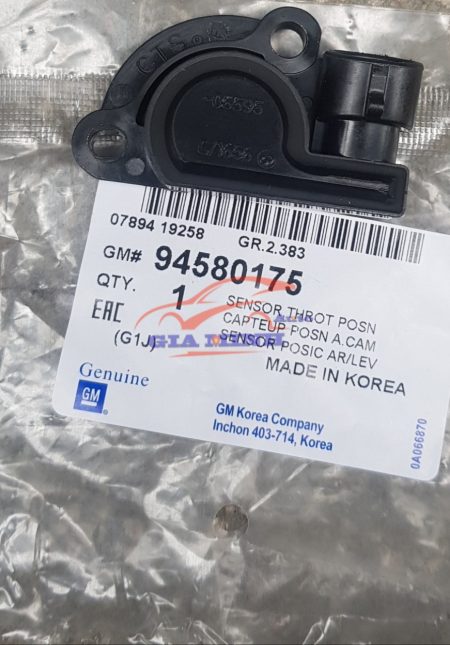 CTS
07894 19258 GR.2.383
GM# 94580175
QTY. 1
SENSOR,THROT POSN
CAPTEUP POSN A.CAM
SENSOR POSIC AR/LEV
EAC
(G1J)
MADE IN KOREA
Genuine
GM
GM Korea Company
Inchon 403-714, Korea
0A066870